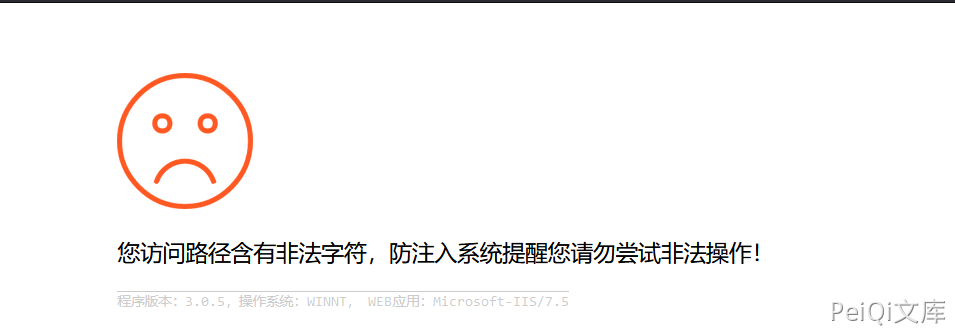 您访问路径含有非法字符，防注入系统提醒您请勿尝试非法操作！
程序版本：3.0.5，操作系统：WINNT， WEB应用：Microsoft-IIS/7.5
PeiQi文库